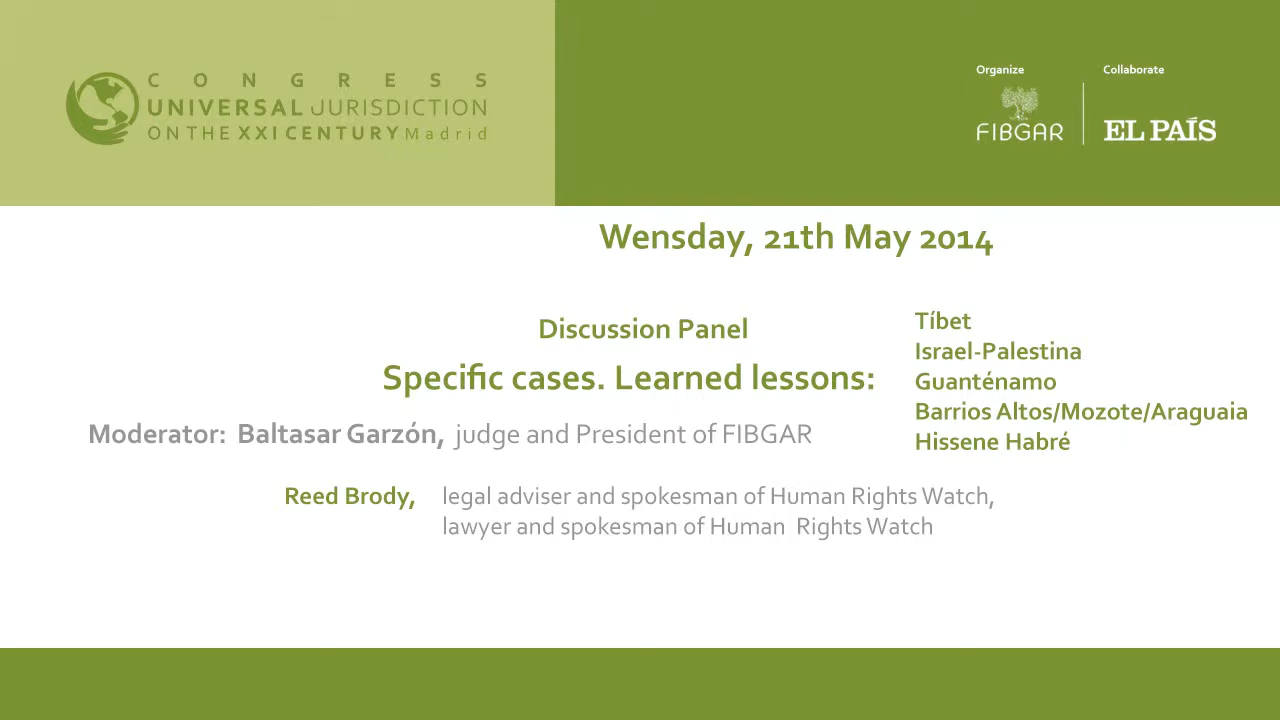 CONGRESS
UNIVERSAL JURISDICTION
ON THE XXI CENTURY Madrid
Organize
FIBGAR
Collaborate
EL PAÍS
Wensday, 21th May 2014
Discussion Panel
Specific cases. Learned lessons:
Tíbet
Israel-Palestina
Guanténamo
Barrios Altos/Mozote/Araguaia
Hissene Habré
Moderator: Baltasar Garzón, judge and President of FIBGAR
Reed Brody, legal adviser and spokesman of Human Rights Watch,
lawyer and spokesman of Human Rights Watch